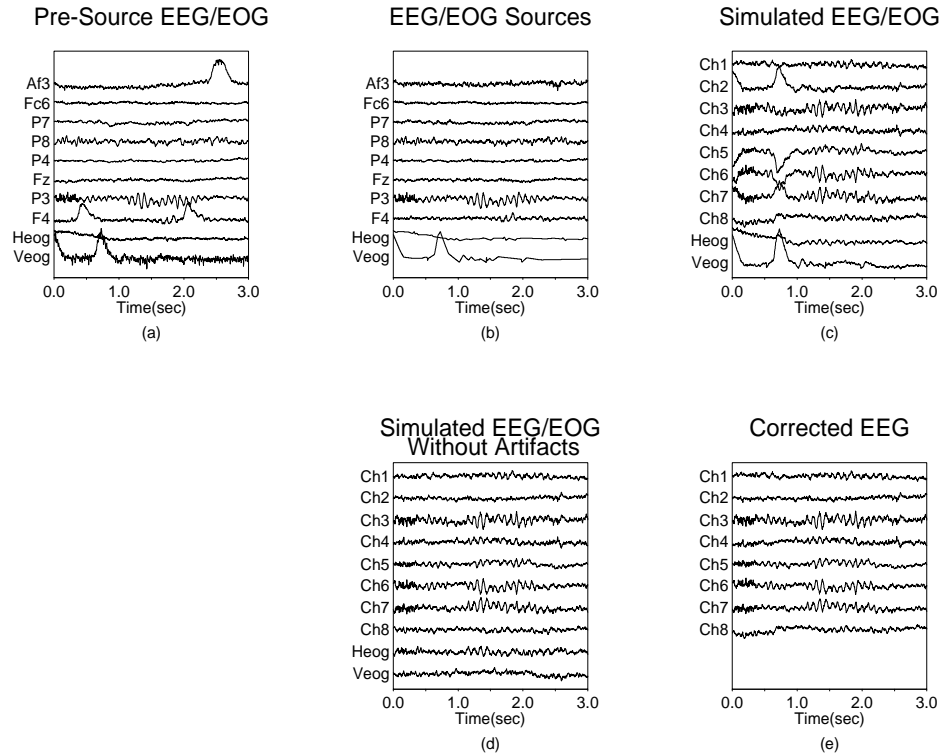 Pre-Source EEG/EOG
Af3
Fc6
P7
P8
P4
Fz
P3
F4
Heog
Veog
0.0 1.0 2.0 3.0
Time(sec)
(a)
EEG/EOG Sources
Af3
Fc6
P7
P8
P4
Fz
P3
F4
Heog
Veog
0.0 1.0 2.0 3.0
Time(sec)
(b)
Simulated EEG/EOG
Ch1
Ch2
Ch3
Ch4
Ch5
Ch6
Ch7
Ch8
Heog
Veog
0.0 1.0 2.0 3.0
Time(sec)
(c)
Simulated EEG/EOG
Without Artifacts
Ch1
Ch2
Ch3
Ch4
Ch5
Ch6
Ch7
Ch8
Heog
Veog
0.0 1.0 2.0 3.0
Time(sec)
(d)
Corrected EEG
Ch1
Ch2
Ch3
Ch4
Ch5
Ch6
Ch7
Ch8
0.0 1.0 2.0 3.0
Time(sec)
(e)